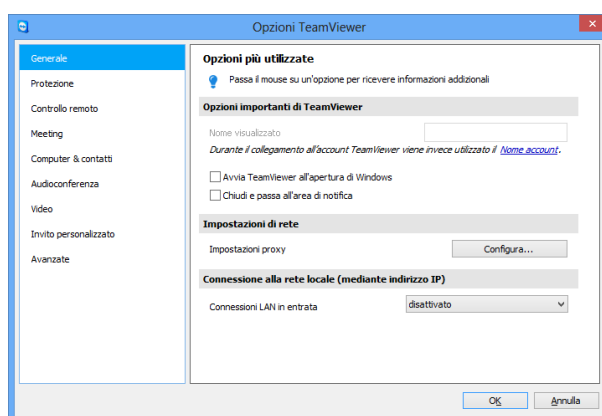 Opzioni TeamViewer
Generale
Protezione
Controllo remoto
Meeting
Computer & contatti
Audioconferenza
Video
Invito personalizzato
Avanzate
Opzioni più utilizzate
Passa il mouse su un'opzione per ricevere informazioni addizionali
Opzioni importanti di TeamViewer
Nome visualizzato
Durante il collegamento all'account TeamViewer viene invece utilizzato il Nome account.
Avvia TeamViewer all'apertura di Windows
Chiudi e passa all'area di notifica
Impostazioni di rete
Impostazioni proxy Configura...
Connessione alla rete locale (mediante indirizzo IP)
Connessioni LAN in entrata disattivato
OK Annulla